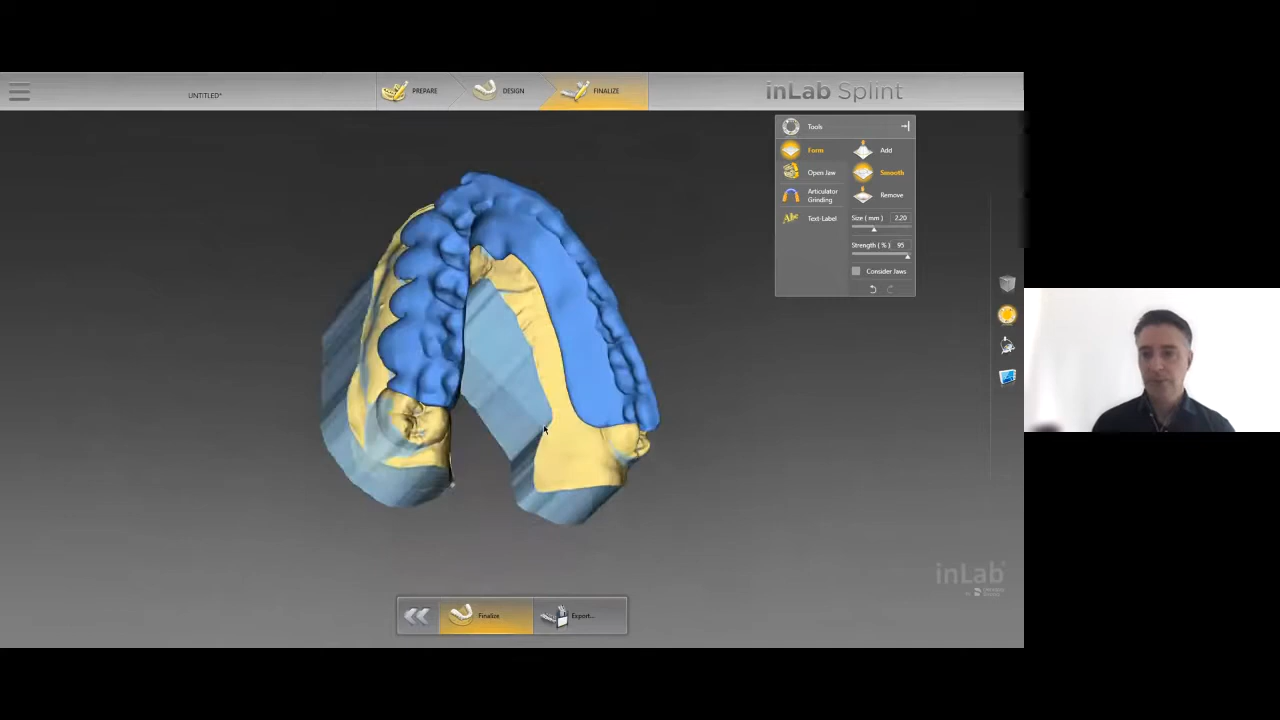 UNTITLED*
PREPARE
DESIGN
FINALIZE
inLab Splint
Tools
Form
Add
Open Jaw
Smooth
Articulator
Grinding
Remove
Abc
Text-Label
Size ( mm )
2.20
Strength ( % )
95
Consider Jaws
inLab
Finalize
Export...